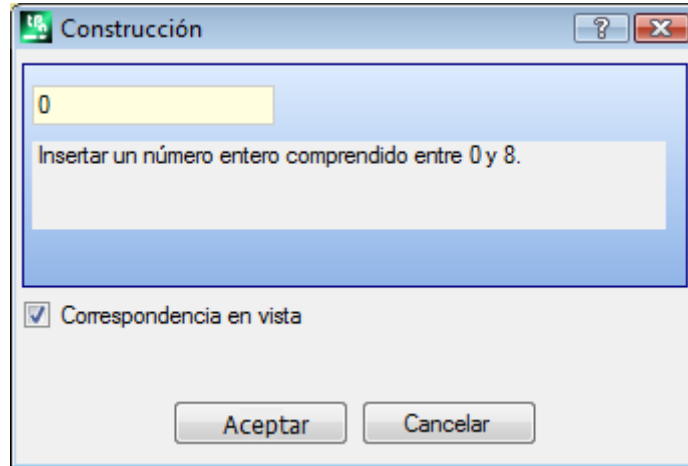 Construcción
0
Insertar un número entero comprendido entre 0 y 8.
Correspondencia en vista
Aceptar
Cancelar